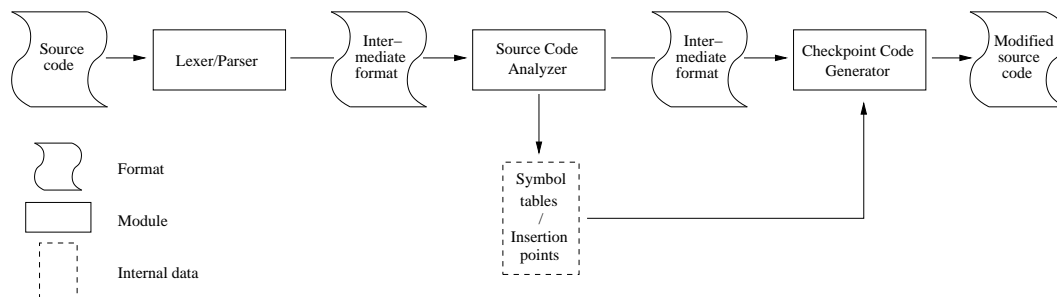 Source
code
Lexer/Parser
Inter–
mediate
format
Source Code
Analyzer
Inter–
mediate
format
Checkpoint Code
Generator
Modified
source
code
Symbol
tables
/
Insertion
points
Format
Module
Internal data